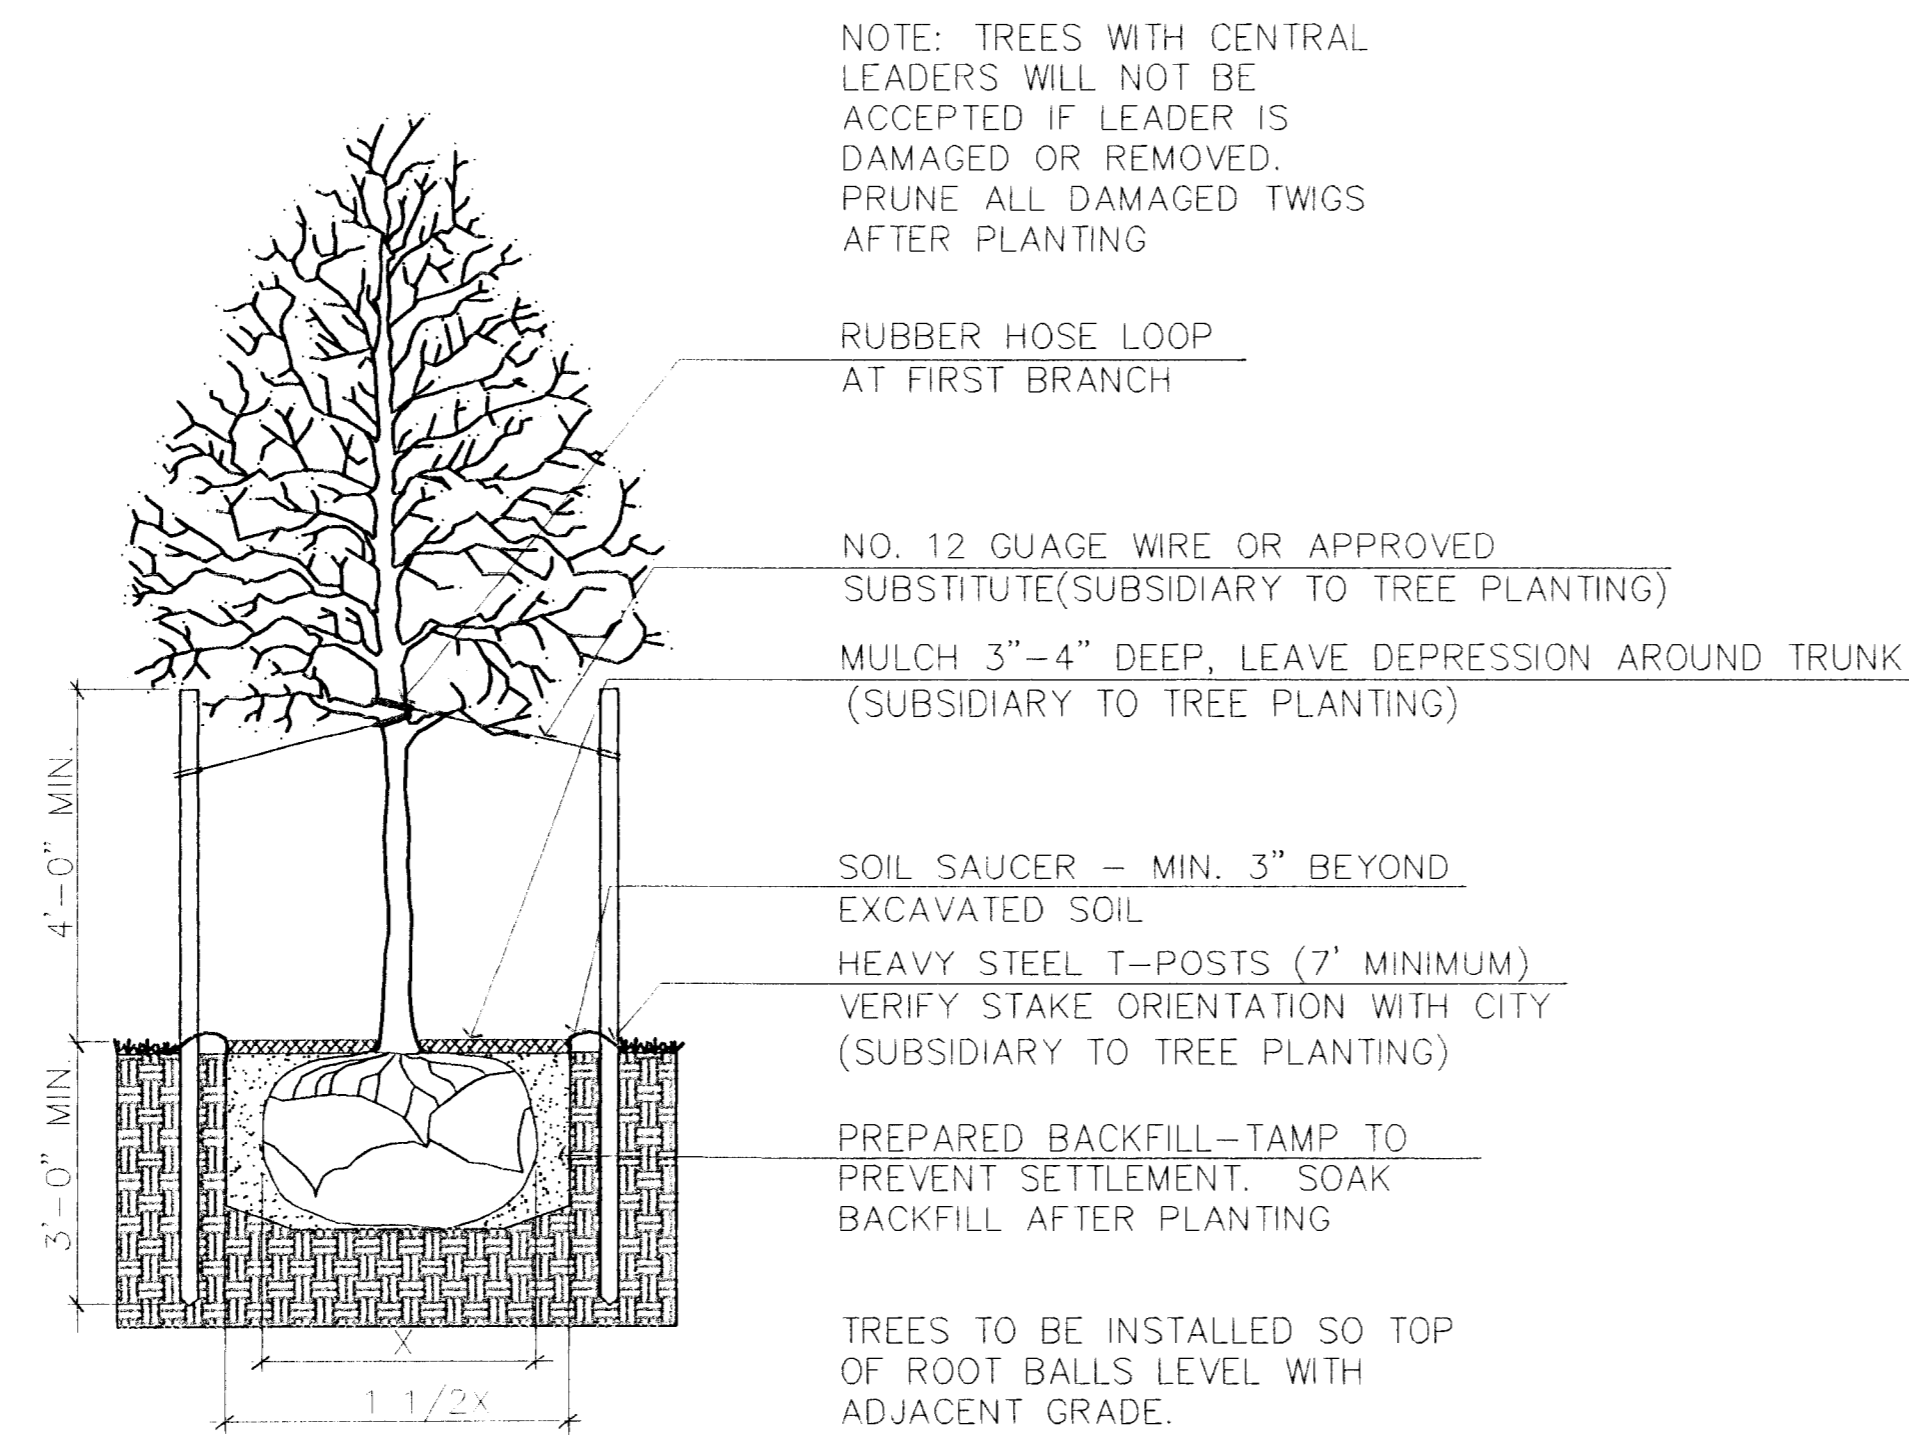 NOTE: TREES WITH CENTRAL
LEADERS WILL NOT BE
ACCEPTED IF LEADER IS
DAMAGED OR REMOVED.
PRUNE ALL DAMAGED TWIGS
AFTER PLANTING
RUBBER HOSE LOOP
AT FIRST BRANCH
NO. 12 GUAGE WIRE OR APPROVED
SUBSTITUTE(SUBSIDIARY TO TREE PLANTING)
MULCH 3"-4" DEEP, LEAVE DEPRESSION AROUND TRUNK
(SUBSIDIARY TO TREE PLANTING)
4'-0" MIN.
SOIL SAUCER - MIN. 3" BEYOND
EXCAVATED SOIL
HEAVY STEEL T-POSTS (7' MINIMUM)
VERIFY STAKE ORIENTATION WITH CITY
(SUBSIDIARY TO TREE PLANTING)
3'-0" MIN.
PREPARED BACKFILL-TAMP TO
PREVENT SETTLEMENT. SOAK
BACKFILL AFTER PLANTING
X
1 1/2X
TREES TO BE INSTALLED SO TOP
OF ROOT BALLS LEVEL WITH
ADJACENT GRADE.